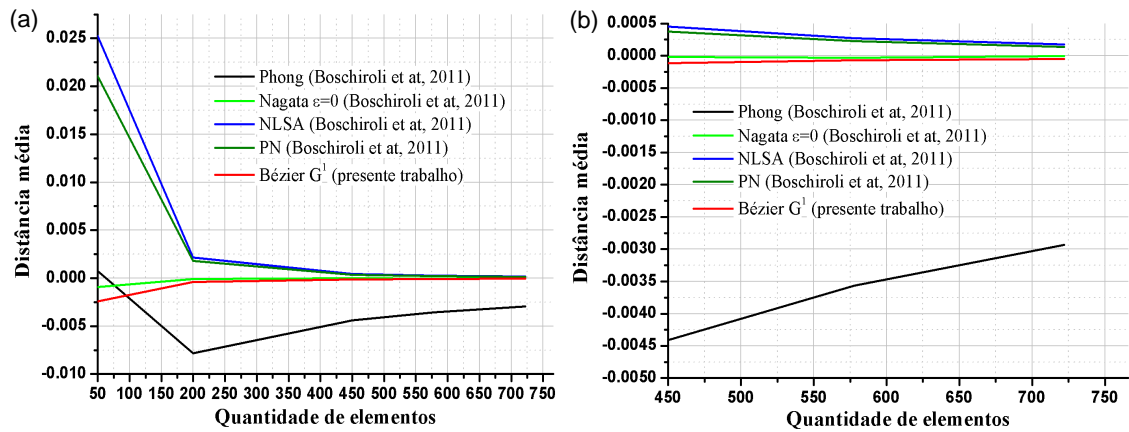 (a)
Distância média
0.025
0.020
0.015
0.010
0.005
0.000
-0.005
-0.010
Phong (Boschiroli et at, 2011)
Nagata ε=0 (Boschiroli et at, 2011)
NLSA (Boschiroli et at, 2011)
PN (Boschiroli et at, 2011)
Bézier G¹ (presente trabalho)
50 100 150 200 250 300 350 400 450 500 550 600 650 700 750
Quantidade de elementos
(b)
Distância média
0.0005
0.0000
-0.0005
-0.0010
-0.0015
-0.0020
-0.0025
-0.0030
-0.0035
-0.0040
-0.0045
-0.0050
Phong (Boschiroli et at, 2011)
Nagata ε=0 (Boschiroli et at, 2011)
NLSA (Boschiroli et at, 2011)
PN (Boschiroli et at, 2011)
Bézier G¹ (presente trabalho)
450 500 550 600 650 700 750
Quantidade de elementos